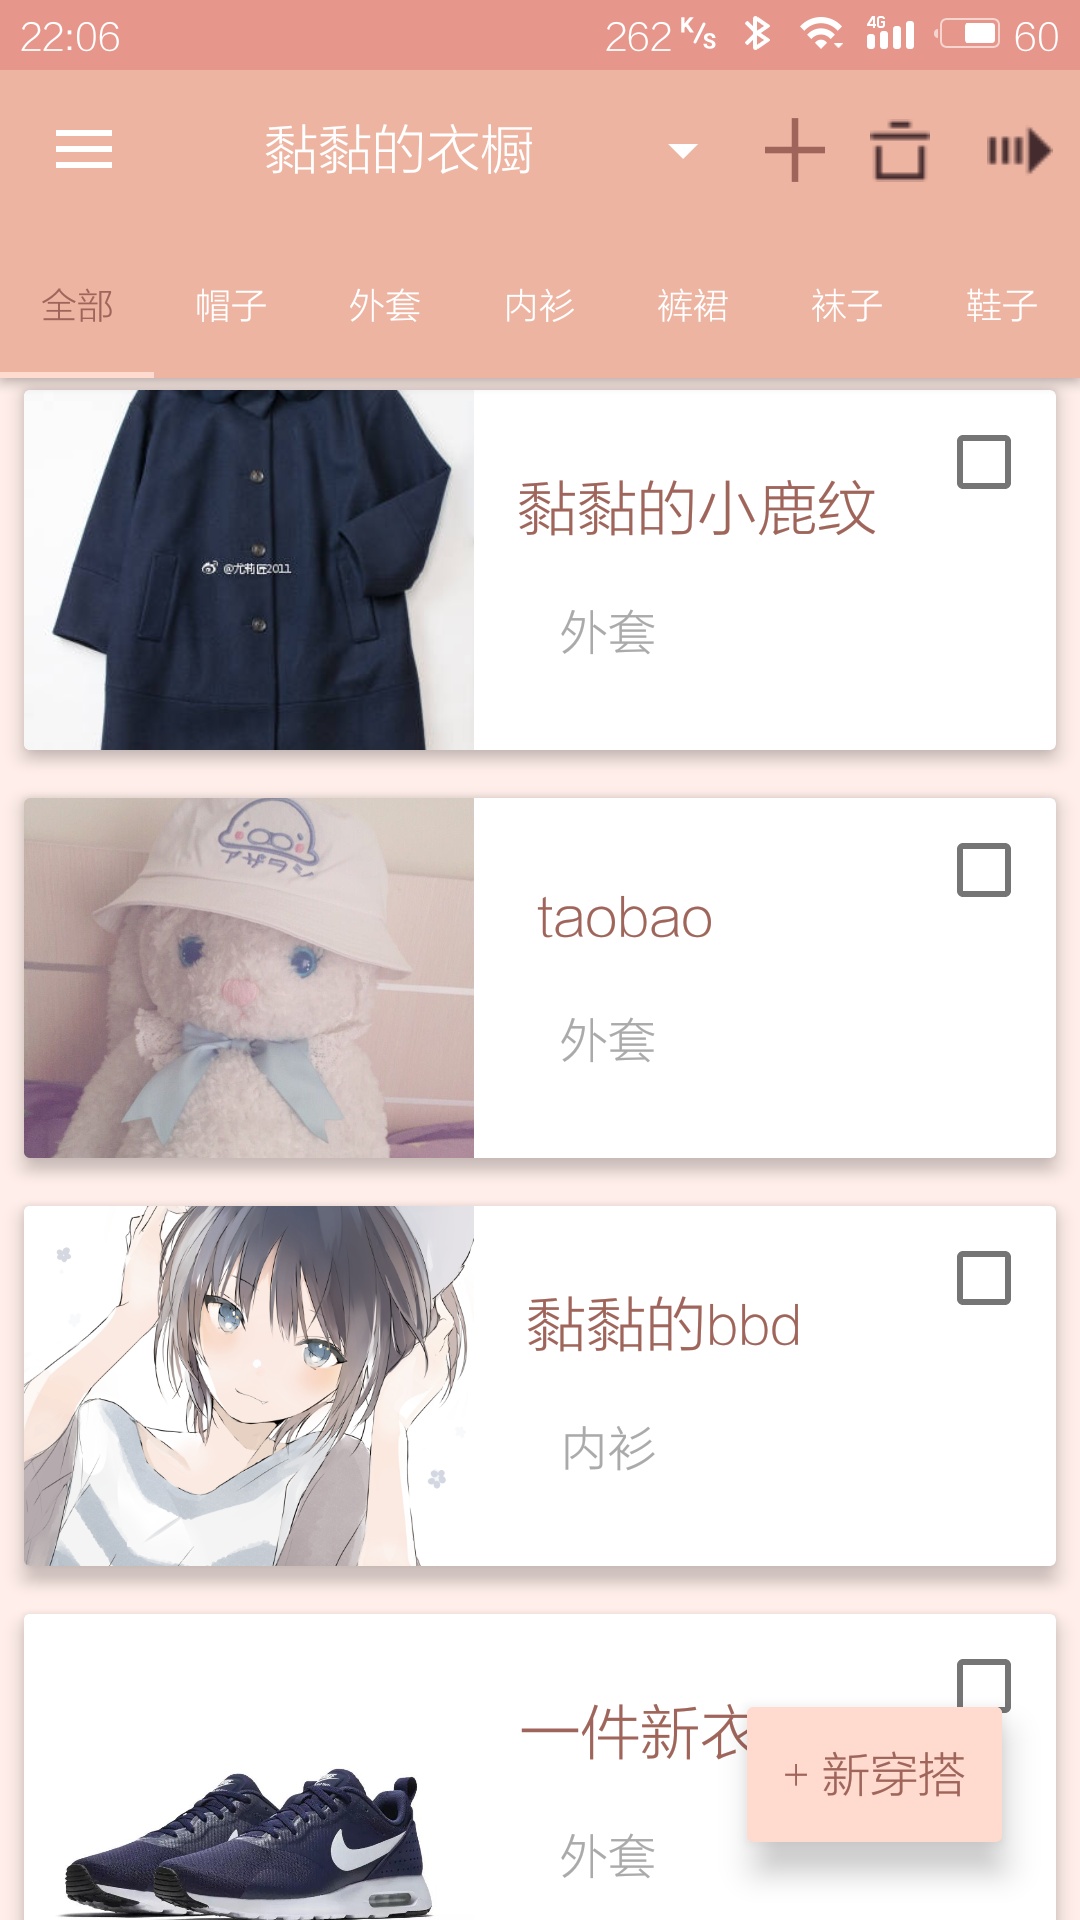 22:06 262 K/s 4G 60
黏黏的衣橱
全部 帽子 外套 内衫 裤裙 袜子 鞋子
黏黏的小鹿纹
@尤莉匠2011
外套
アザラシ
taobao
外套
黏黏的bbd
内衫
一件新衣
+ 新穿搭
外套